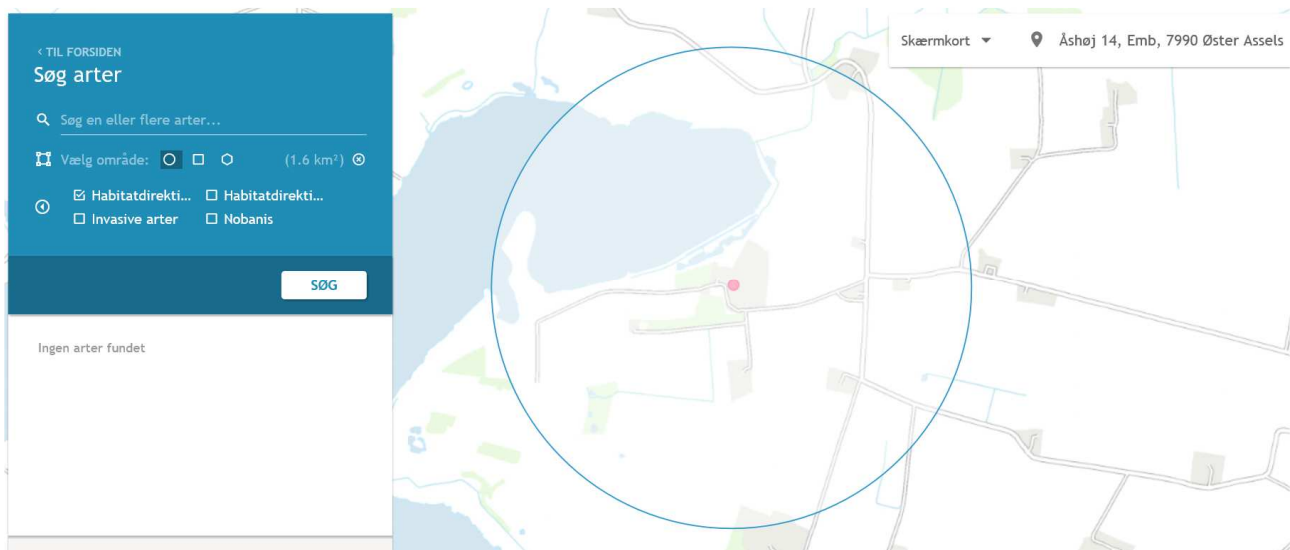 ‹ TIL FORSIDEN
Søg arter
Søg en eller flere arter...
Vælg område: (1.6 km²)
Habitatdirekti... Habitatdirekti...
Invasive arter Nobanis
SØG
Ingen arter fundet
Skærmkort Åshøj 14, Emb, 7990 Øster Assels